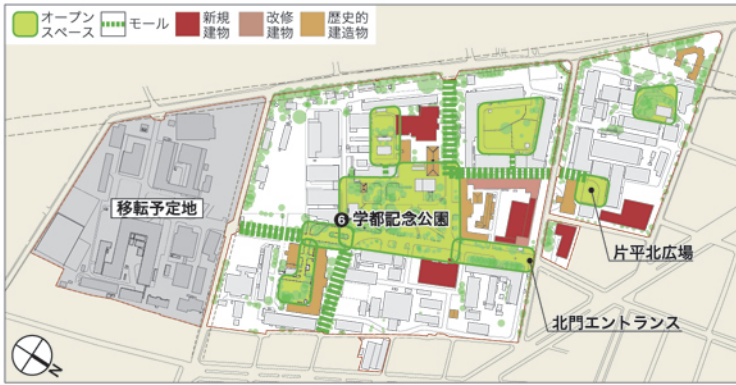 オープン
スペース
モール
新規
建物
改修
建物
歴史的
建造物
移転予定地
❻学都記念公園
片平北広場
北門エントランス
N